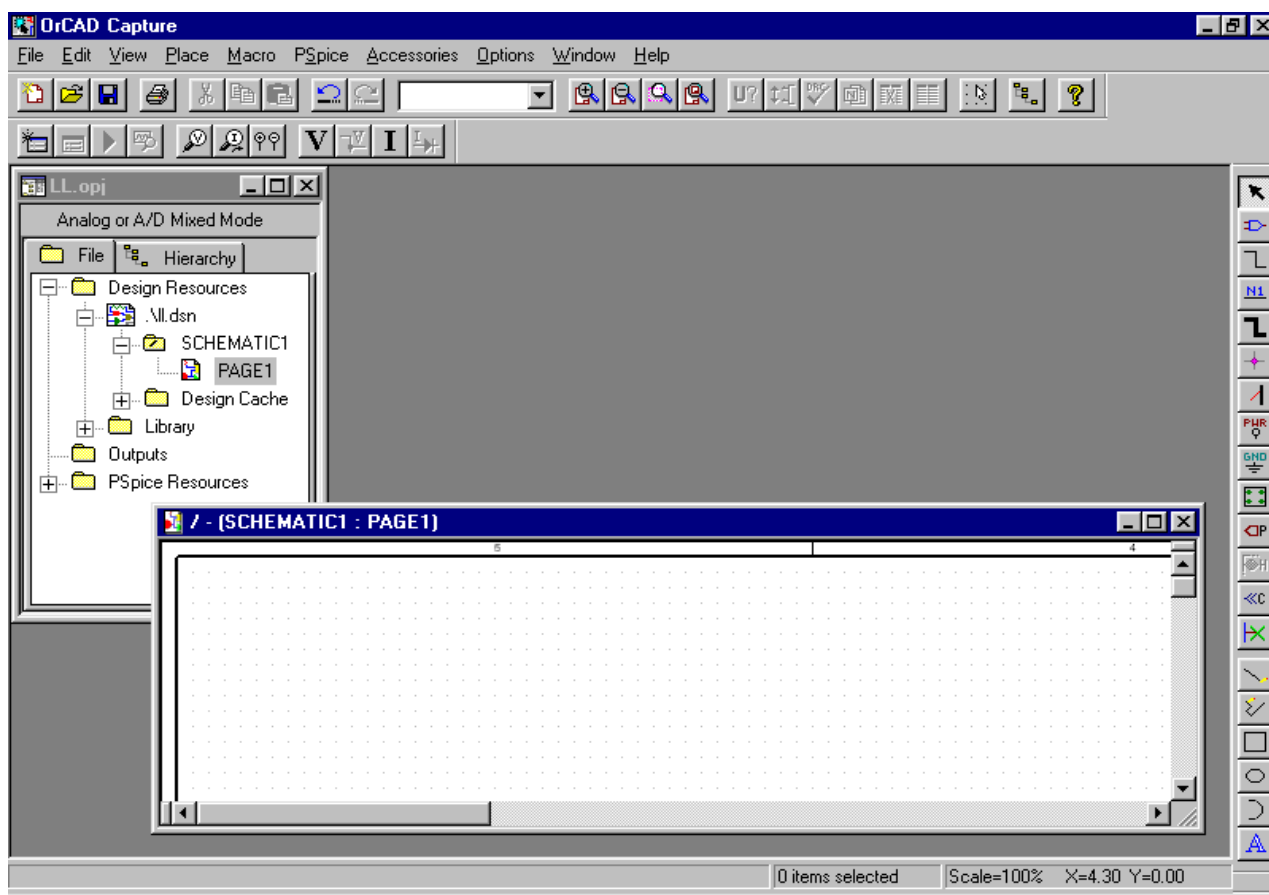 OrCAD Capture
File Edit View Place Macro PSpice Accessories Options Window Help
U? DRC ?
V V I V I I
LL.opj
Analog or A/D Mixed Mode
File Hierarchy
Design Resources
.\ll.dsn
SCHEMATIC1
PAGE1
Design Cache
Library
Outputs
PSpice Resources
/ - (SCHEMATIC1 : PAGE1)
5 4
N1
PWR
GND
P
H
C
A
0 items selected Scale=100% X=4.30 Y=0.00